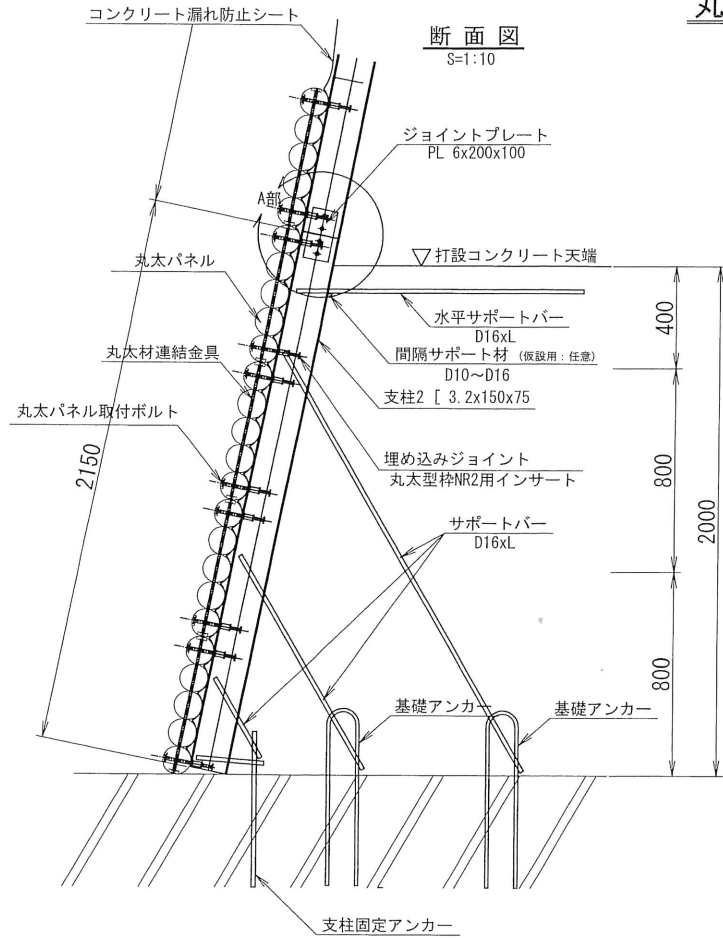 丸
コンクリート漏れ防止シート
断面図
S=1:10
ジョイントプレート
PL 6x200x100
A部
打設コンクリート天端
丸太パネル
水平サポートバー
D16xL
400
丸太材連結金具
間隔サポート材 (仮設用：任意)
D10～D16
支柱2 [ 3.2x150x75
丸太パネル取付ボルト
2150
埋め込みジョイント
丸太型枠NR2用インサート
800
2000
サポートバー
D16xL
800
基礎アンカー
基礎アンカー
支柱固定アンカー